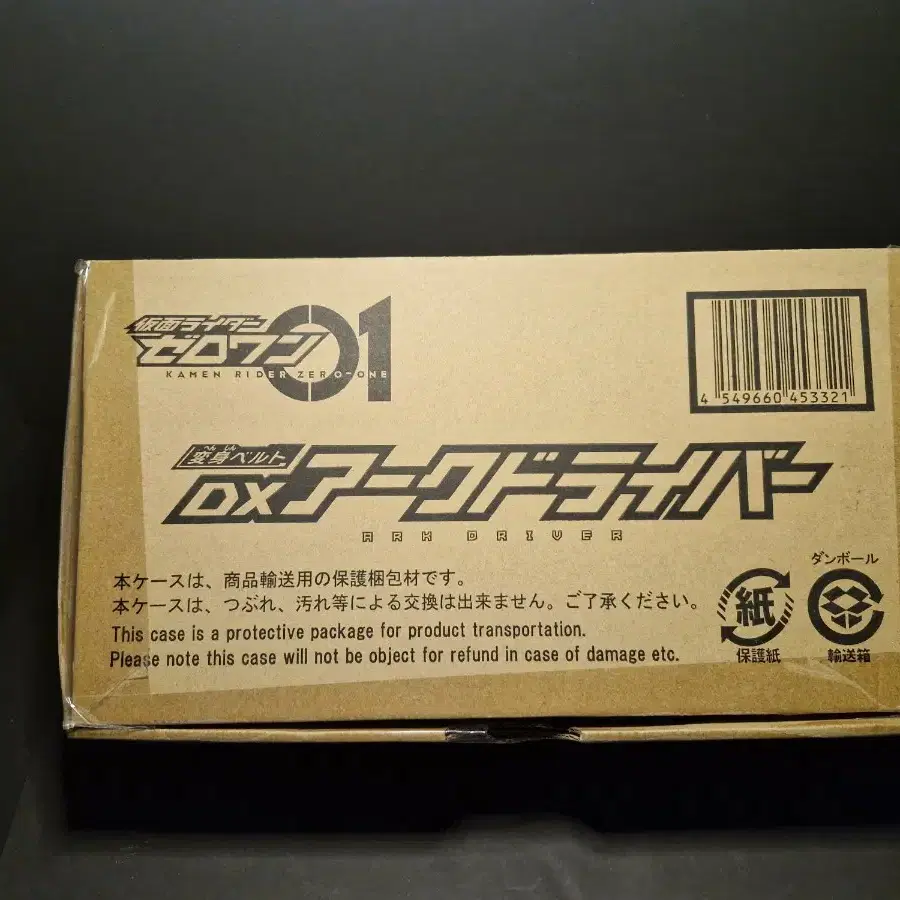 仮面ライダー
ゼロワン 01
KAMEN RIDER ZERO-ONE
4 549660 453321
へんしん
変身ベルト
DXアークドライバー
ARK DRIVER
本ケースは、商品輸送用の保護梱包材です。
本ケースは、つぶれ、汚れ等による交換は出来ません。ご了承ください。
This case is a protective package for product transportation.
Please note this case will not be object for refund in case of damage etc.
紙
保護紙
ダンボール
輸送箱